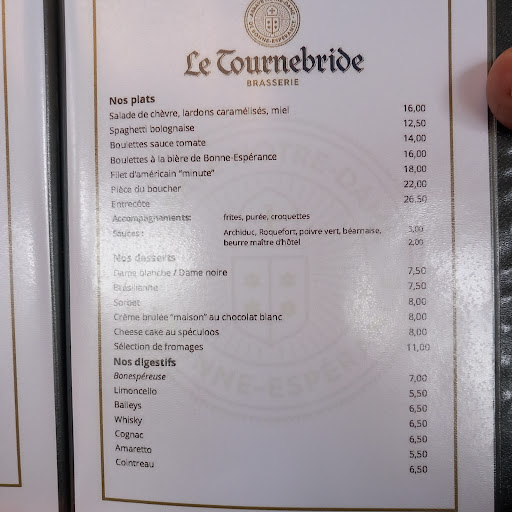 Le Tournebride
BRASSERIE
Nos plats
Salade de chèvre, lardons caramélisés, miel 16,00
Spaghetti bolognaise 12,50
Boulettes sauce tomate 14,00
Boulettes à la bière de Bonne-Espérance 16,00
Filet d'américain "minute" 18,00
Pièce du boucher 22,00
Entrecôte 26,50
Accompagnements: frites, purée, croquettes
Sauces: Archiduc, Roquefort, poivre vert, béarnaise, 3,00
beurre maître d'hôtel 2,00
Nos desserts
Dame blanche / Dame noire 7,50
Brésilienne 7,50
Sorbet 8,00
Crème brulée "maison" au chocolat blanc 8,00
Cheese cake au spéculoos 8,00
Sélection de fromages 11,00
Nos digestifs
Bonespéreuse 7,00
Limoncello 5,50
Baileys 6,50
Whisky 6,50
Cognac 6,50
Amaretto 5,50
Cointreau 6,50